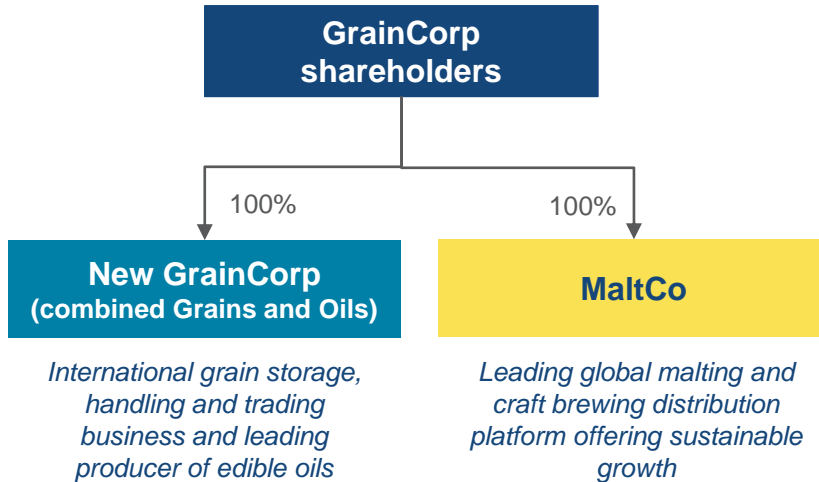 GrainCorp
shareholders
100%
100%
New GrainCorp
(combined Grains and Oils)
MaltCo
International grain storage,
handling and trading
business and leading
producer of edible oils
Leading global malting and
craft brewing distribution
platform offering sustainable
growth